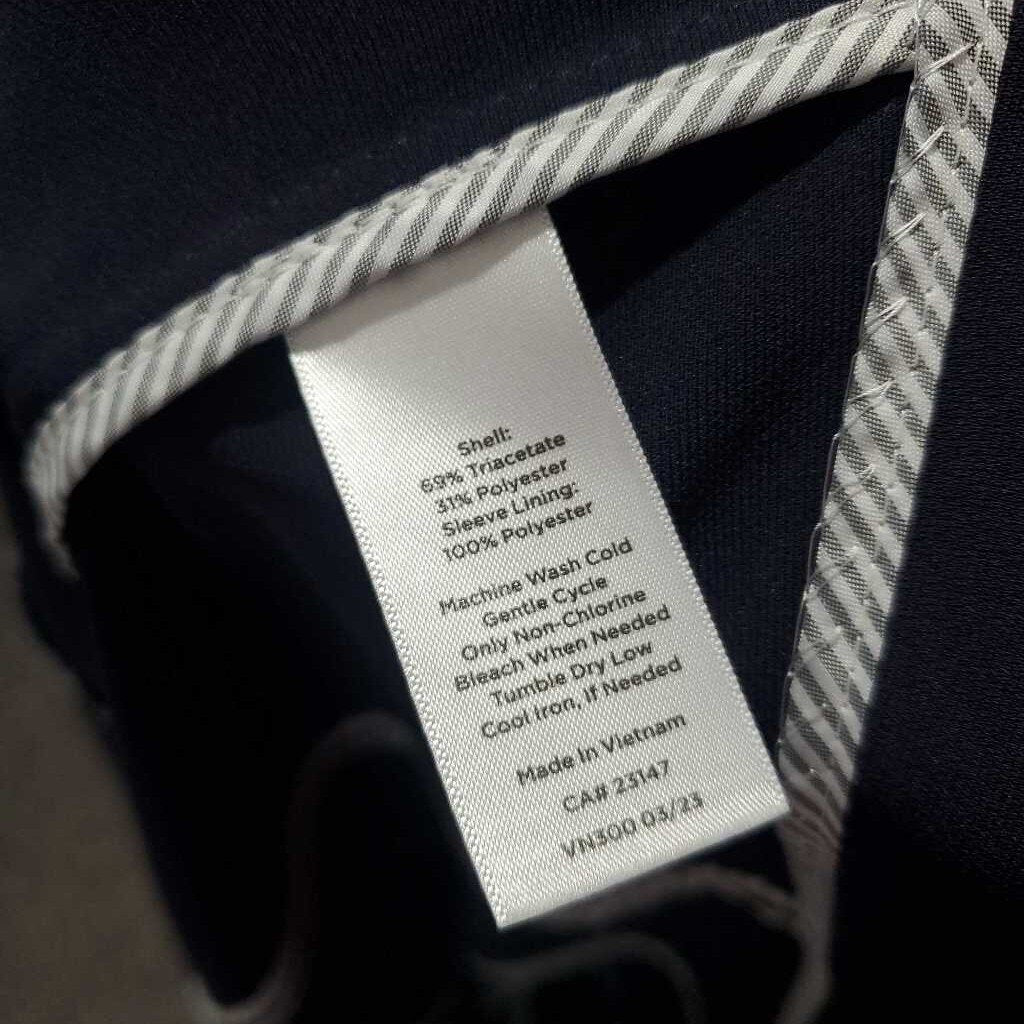 Shell:
69% Triacetate
31% Polyester
Sleeve Lining:
100% Polyester
Machine Wash Cold
Gentle Cycle
Only Non-Chlorine
Bleach When Needed
Tumble Dry Low
Cool Iron, If Needed
Made In Vietnam
CA# 23147
VN300 03/23